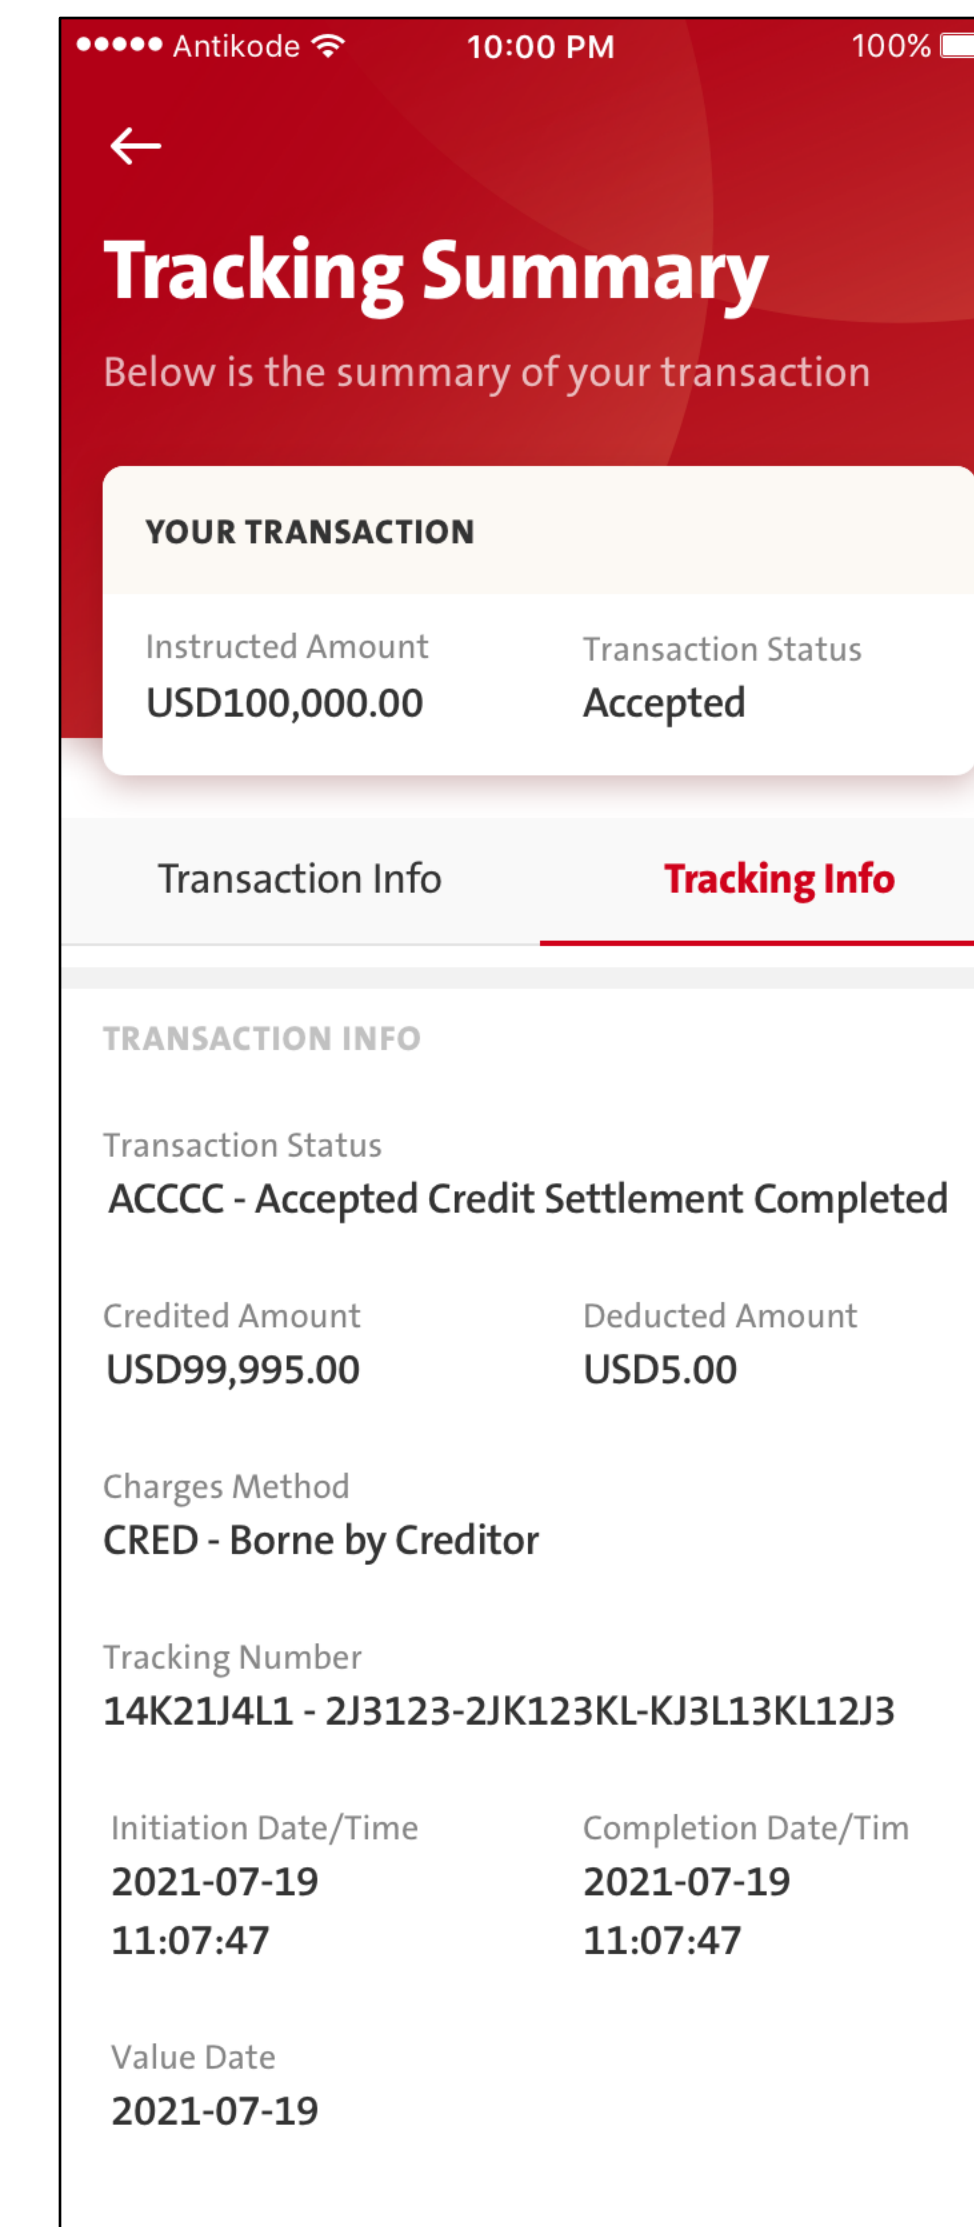 Antikode 10:00 PM 100%
Tracking Summary
Below is the summary of your transaction
YOUR TRANSACTION
Instructed Amount Transaction Status
USD100,000.00 Accepted
Transaction Info Tracking Info
TRANSACTION INFO
Transaction Status
ACCCC - Accepted Credit Settlement Completed
Credited Amount Deducted Amount
USD99,995.00 USD5.00
Charges Method
CRED - Borne by Creditor
Tracking Number
14K21J4L1 - 2J3123-2JK123KL-KJ3L13KL12J3
Initiation Date/Time Completion Date/Tim
2021-07-19 2021-07-19
11:07:47 11:07:47
Value Date
2021-07-19